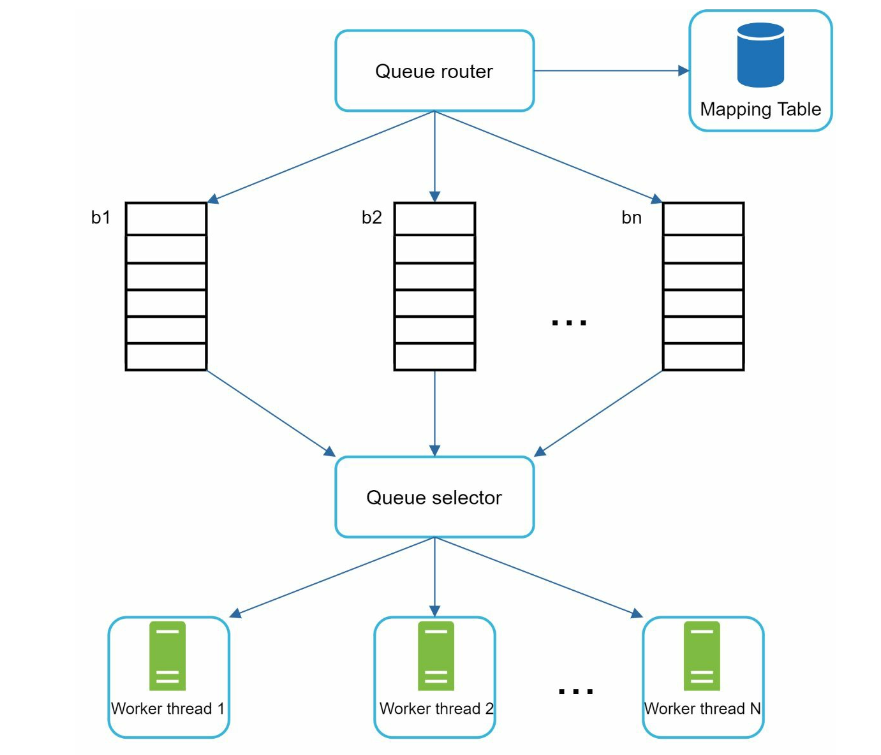 Queue router
Mapping Table
b1
b2
bn
...
Queue selector
Worker thread 1
Worker thread 2
...
Worker thread N